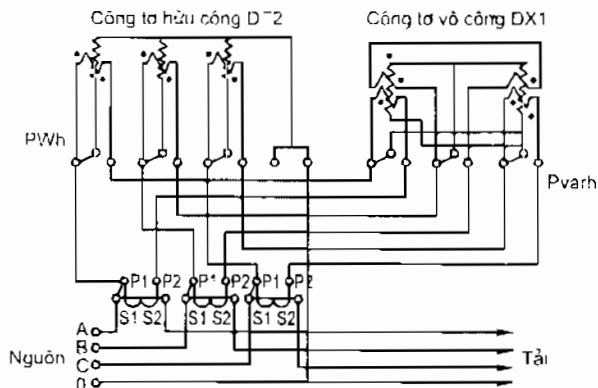 Công tơ hữu công DT2 Công tơ vô công DX1
PWh
Pvarh
P1 P2 P1 P2 P1 P2
S1 S2 S1 S2 S1 S2
A
B
Nguồn C Tải
0